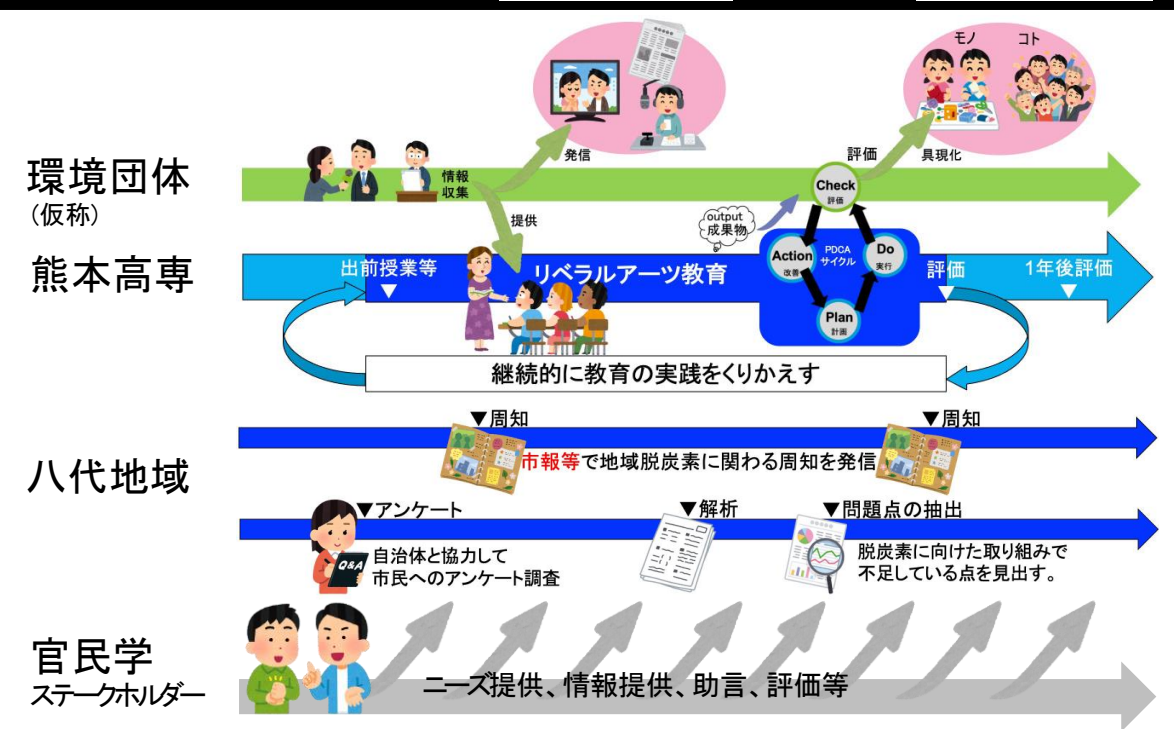 モノ
コト
発信
評価
具現化
環境団体
(仮称)
情報
収集
提供
Check
評価
output
成果物
熊本高専
出前授業等
▼
リベラルアーツ教育
Action
改善
PDCA
サイクル
Do
実行
Plan
計画
評価
▼
1年後評価
▼
継続的に教育の実践をくりかえす
八代地域
▼周知
▼周知
市報等で地域脱炭素に関わる周知を発信
▼アンケート
▼解析
▼問題点の抽出
Q&A
自治体と協力して
市民へのアンケート調査
脱炭素に向けた取り組みで
不足している点を見出す。
官民学
ステークホルダー
ニーズ提供、情報提供、助言、評価等